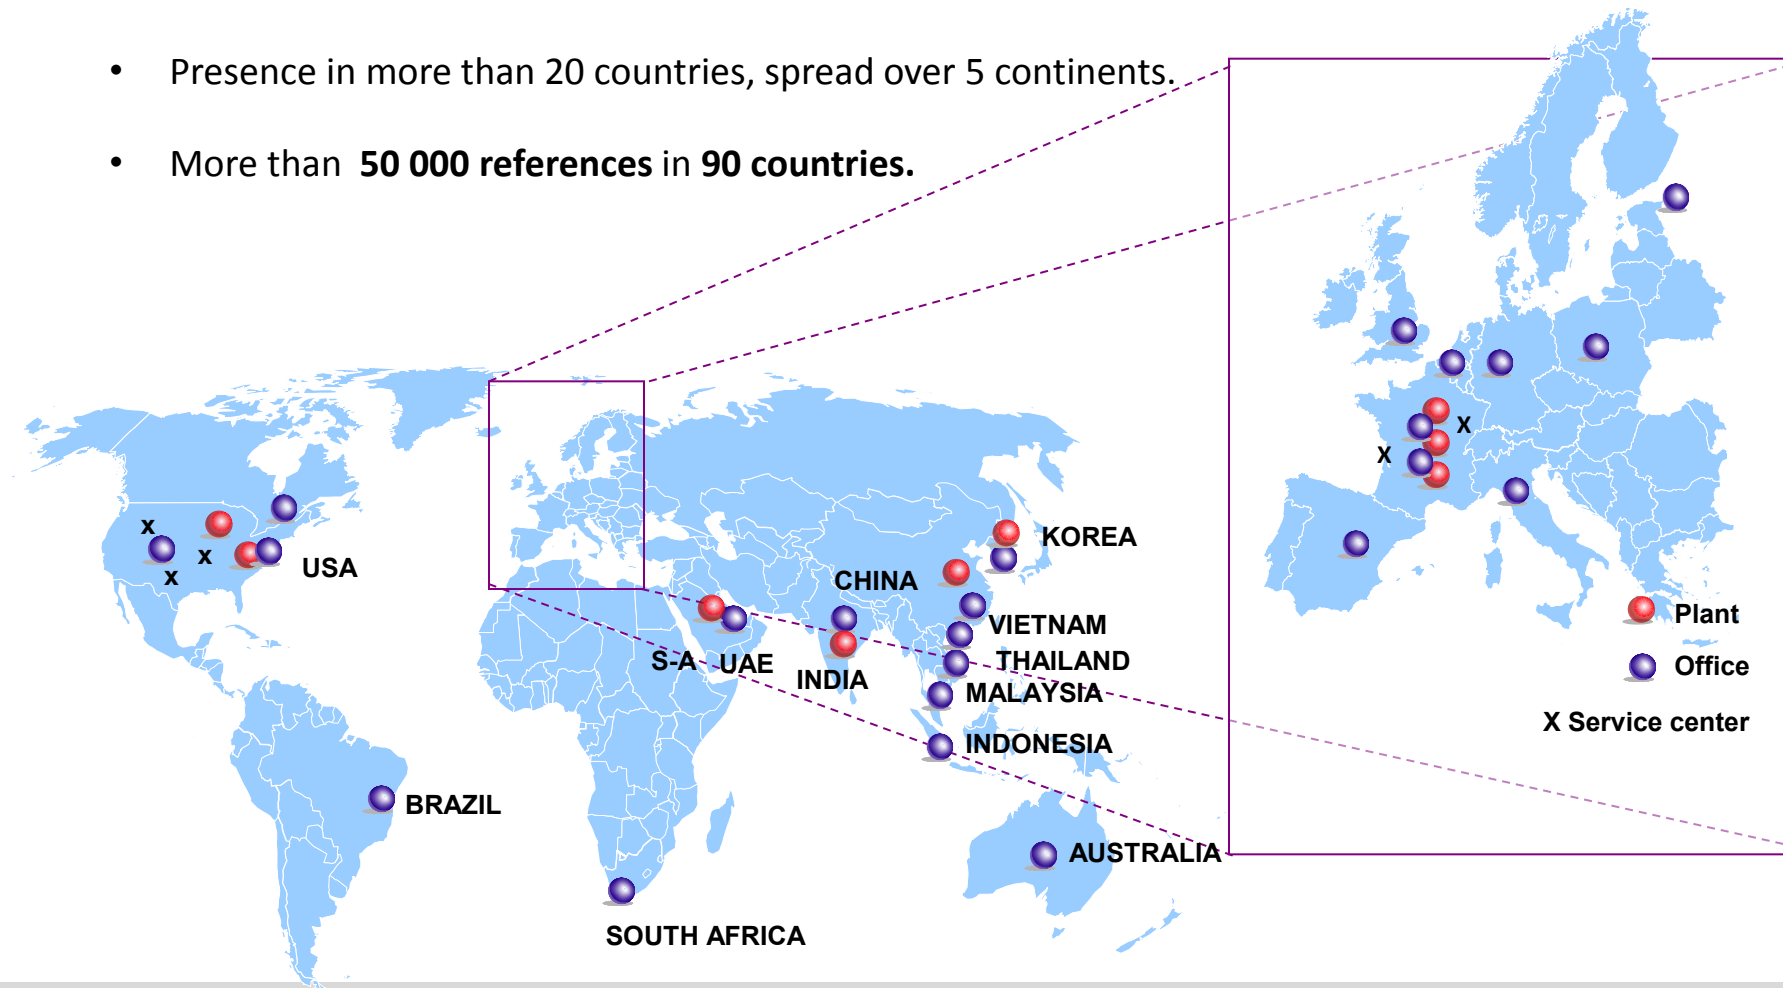 • Presence in more than 20 countries, spread over 5 continents.
• More than 50 000 references in 90 countries.
X
X
x
x
x
USA
KOREA
CHINA
VIETNAM
S-A
UAE
THAILAND
INDIA
MALAYSIA
INDONESIA
BRAZIL
AUSTRALIA
SOUTH AFRICA
Plant
Office
X Service center